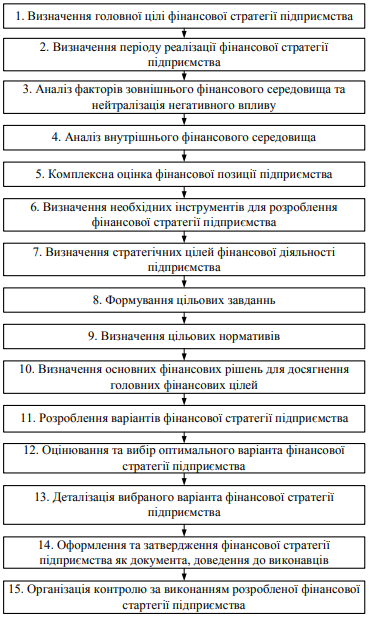 1. Визначення головної цілі фінансової стратегії підприємства
2. Визначення періоду реалізації фінансової стратегії
підприємства
3. Аналіз факторів зовнішнього фінансового середовища та
нейтралізація негативного впливу
4. Аналіз внутрішнього фінансового середовища
5. Комплексна оцінка фінансової позиції підприємства
6. Визначення необхідних інструментів для розроблення
фінансової стратегії підприємства
7. Визначення стратегічних цілей фінансової діяльності
підприємства
8. Формування цільових завданнь
9. Визначення цільових нормативів
10. Визначення основних фінансових рішень для досягнення
головних фінансових цілей
11. Розроблення варіантів фінансової стратегії підприємства
12. Оцінювання та вибір оптимального варіанта фінансової
стратегії підприємства
13. Деталізація вибраного варіанта фінансової стратегії
підприємства
14. Оформлення та затвердження фінансової стратегії
підприємства як документа, доведення до виконавців
15. Організація контролю за виконанням розробленої фінансової
стартегії підприємства